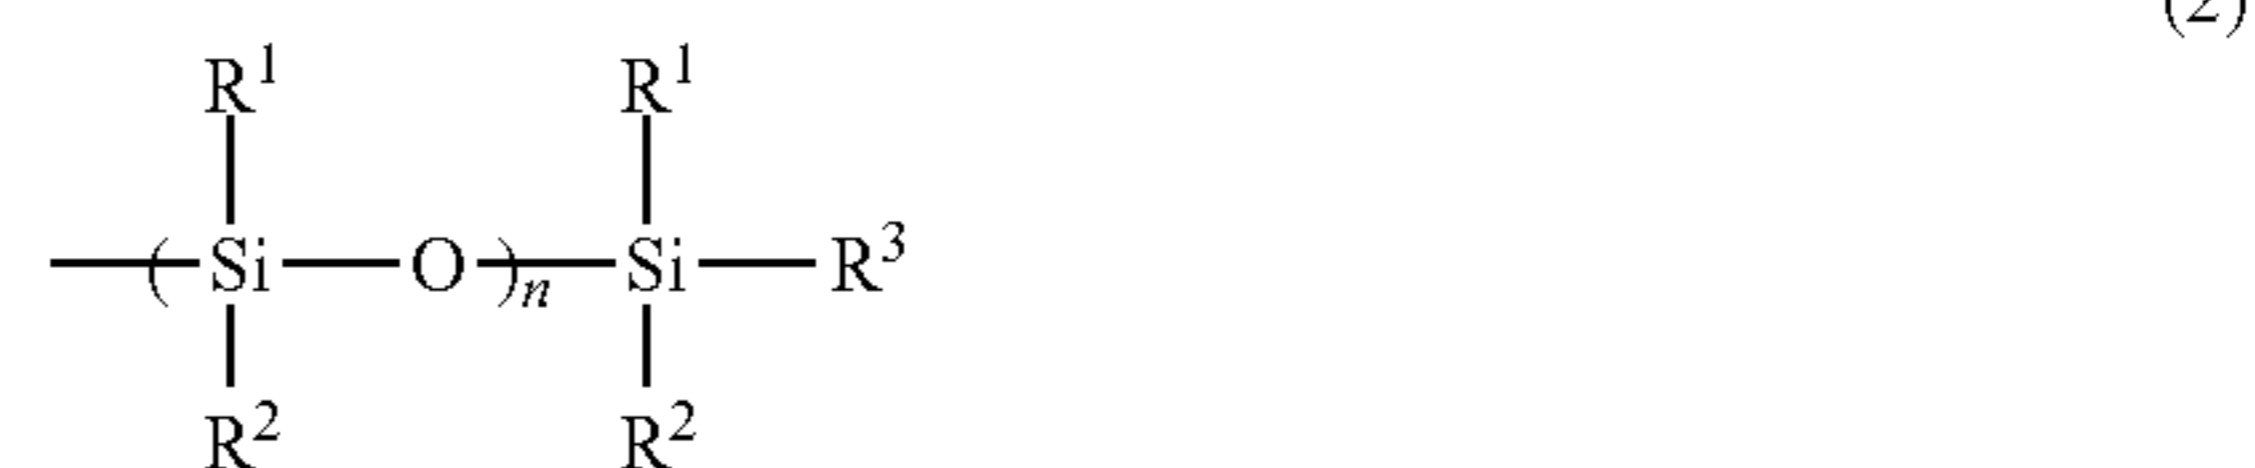 (2)
R¹ R¹
( Si O )n Si R³
R² R²